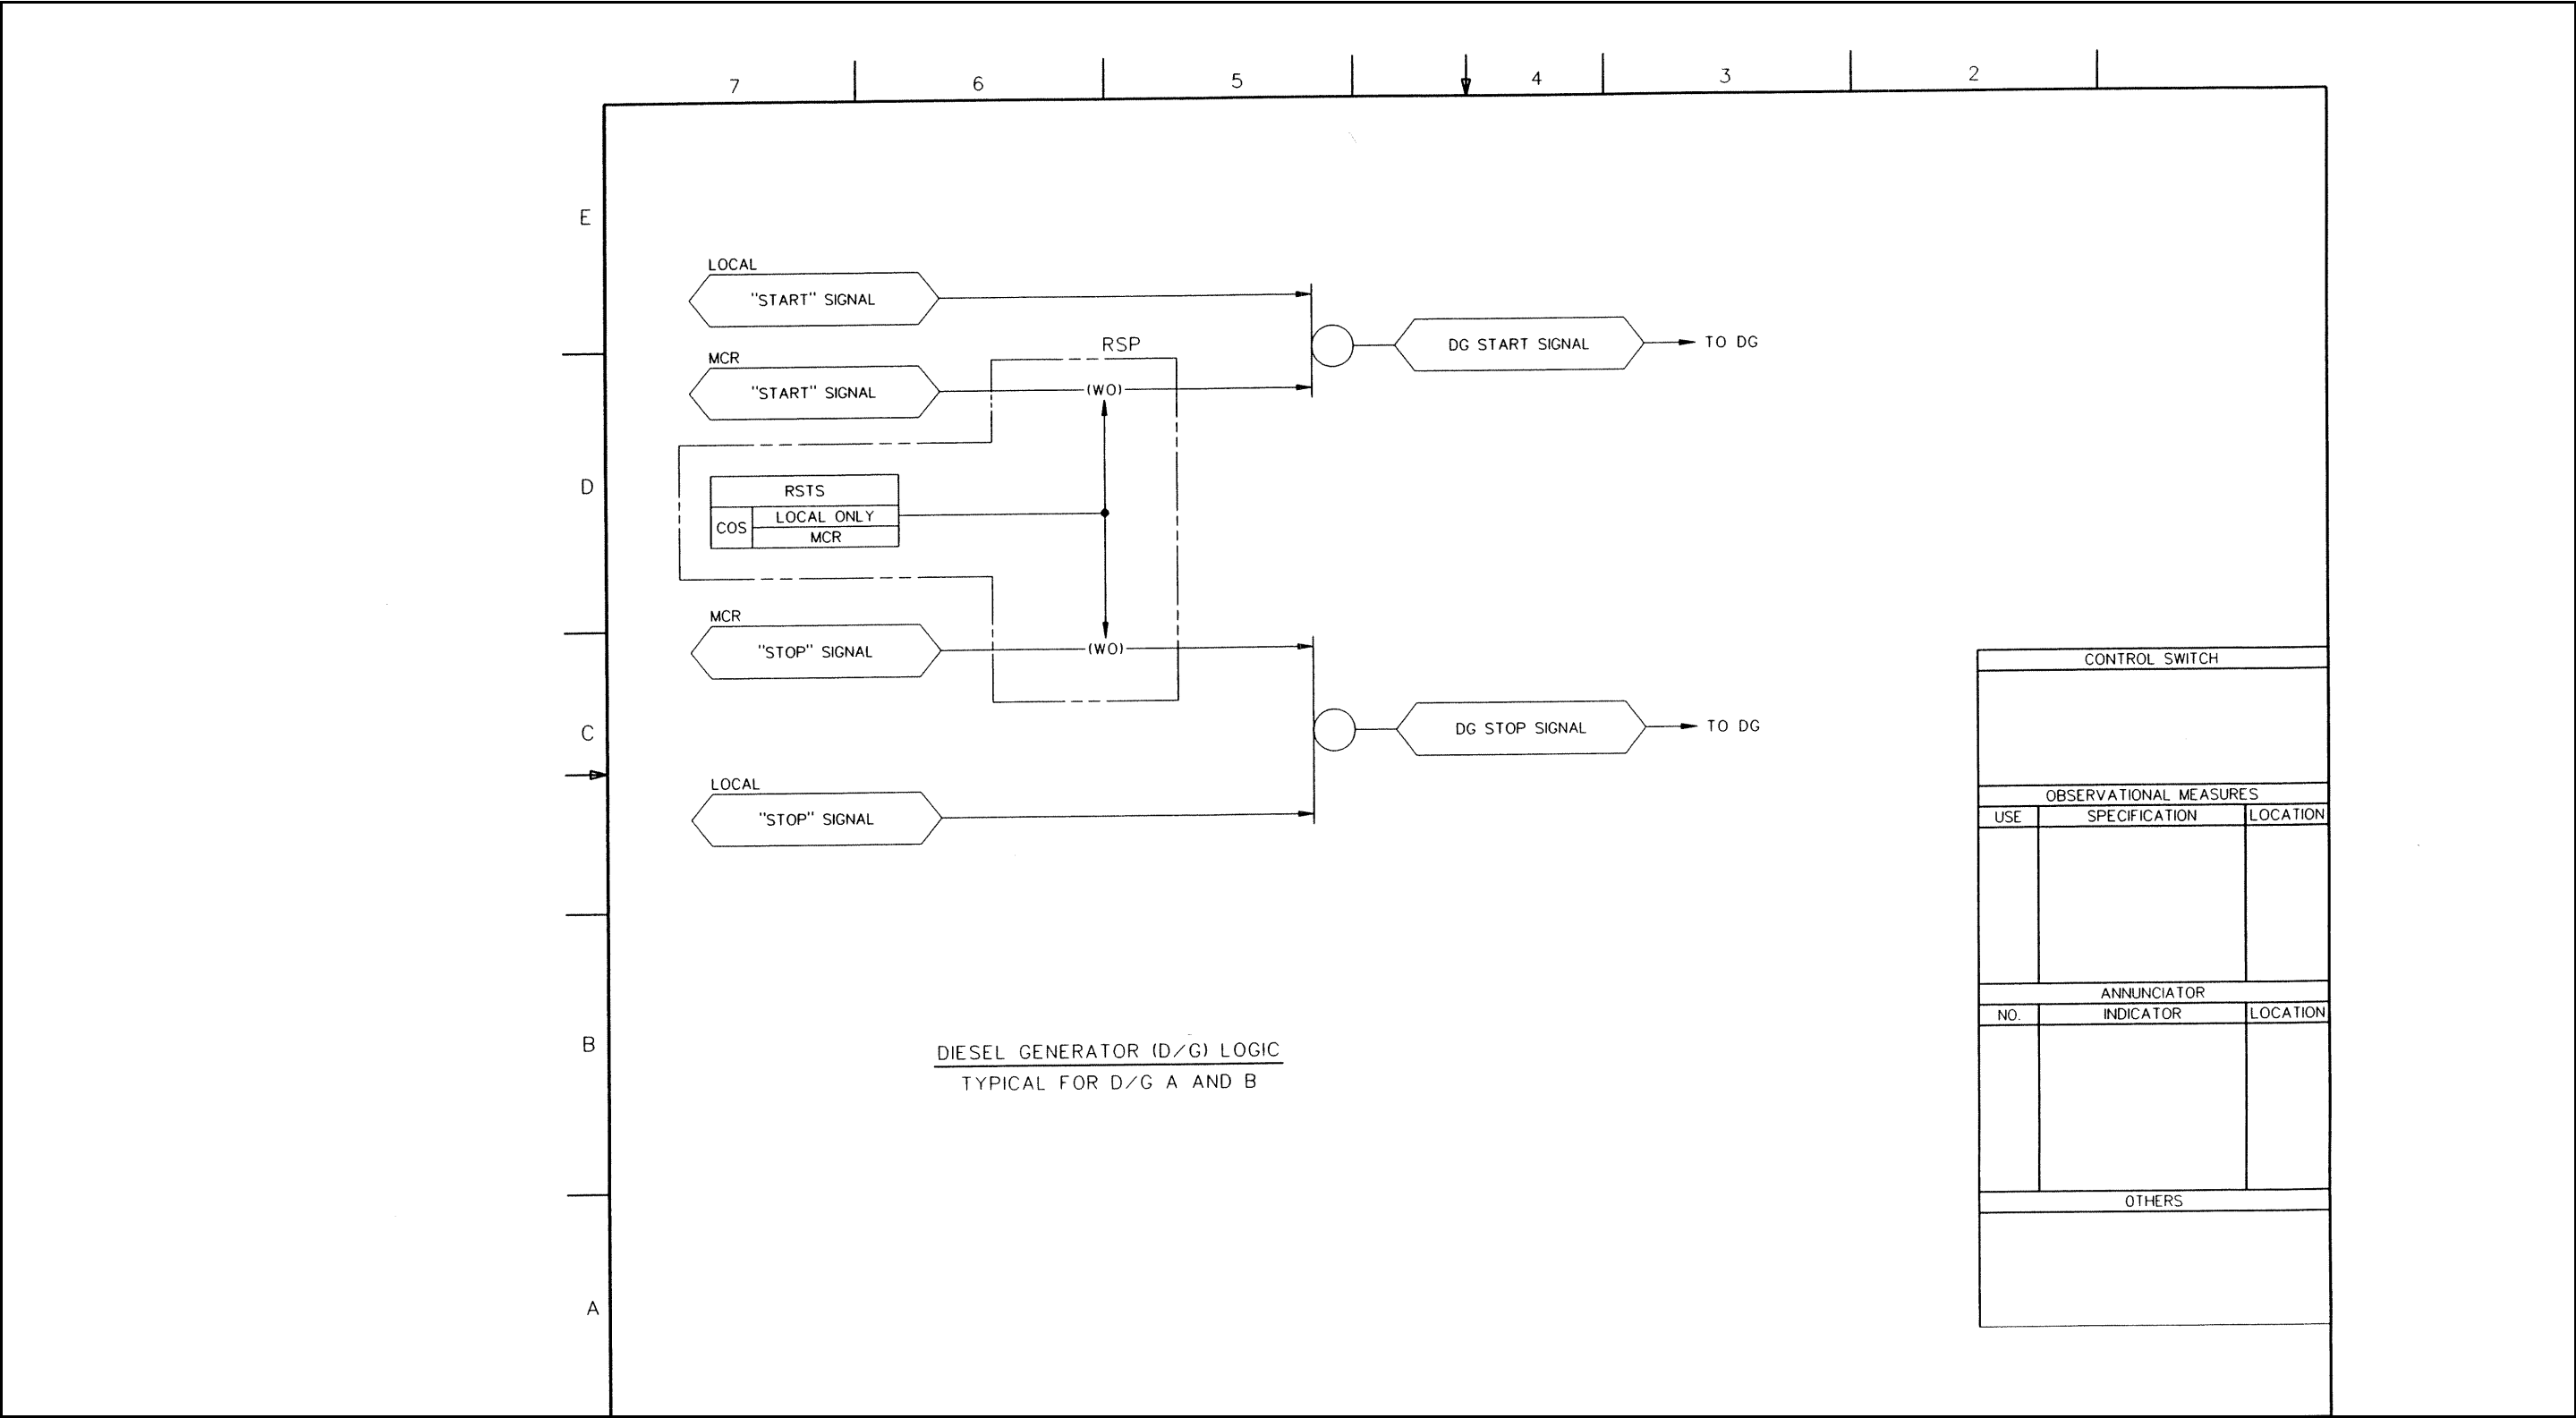 7 6 5 4 3 2
E
LOCAL
"START" SIGNAL
RSP
DG START SIGNAL
TO DG
MCR
"START" SIGNAL
(WO)
D
RSTS
COS
LOCAL ONLY
MCR
MCR
"STOP" SIGNAL
(WO)
C
DG STOP SIGNAL
TO DG
LOCAL
"STOP" SIGNAL
CONTROL SWITCH
OBSERVATIONAL MEASURES
USE SPECIFICATION LOCATION
ANNUNCIATOR
NO. INDICATOR LOCATION
OTHERS
B
DIESEL GENERATOR (D/G) LOGIC
TYPICAL FOR D/G A AND B
A